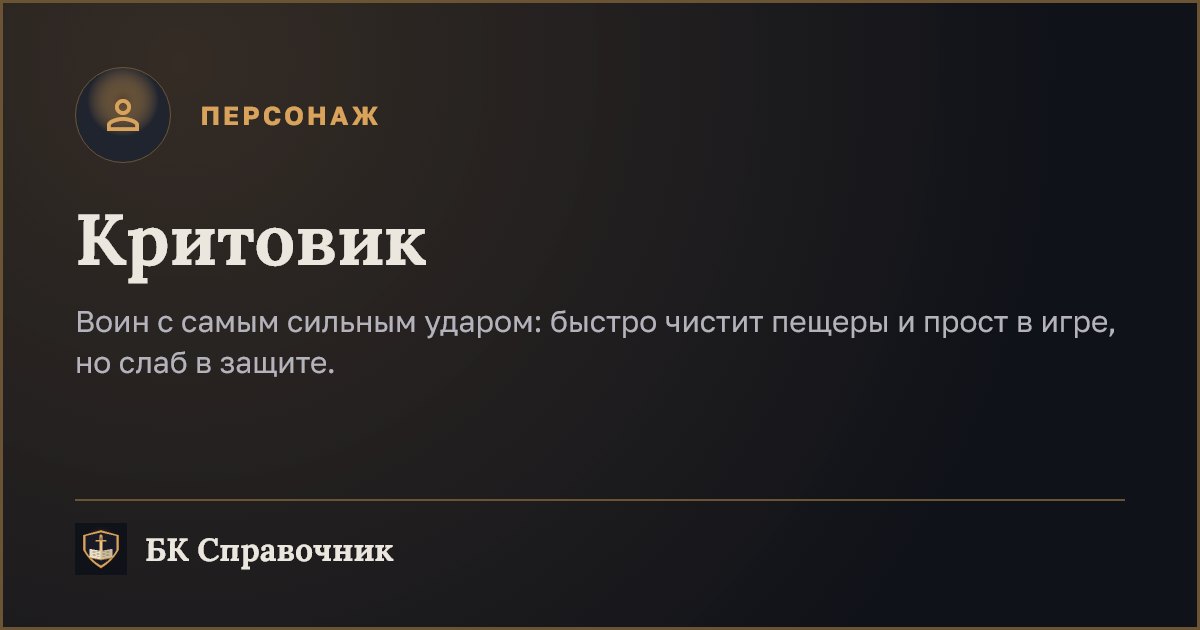 ПЕРСОНАЖ
Критовик
Воин с самым сильным ударом: быстро чистит пещеры и прост в игре,
но слаб в защите.
БК Справочник